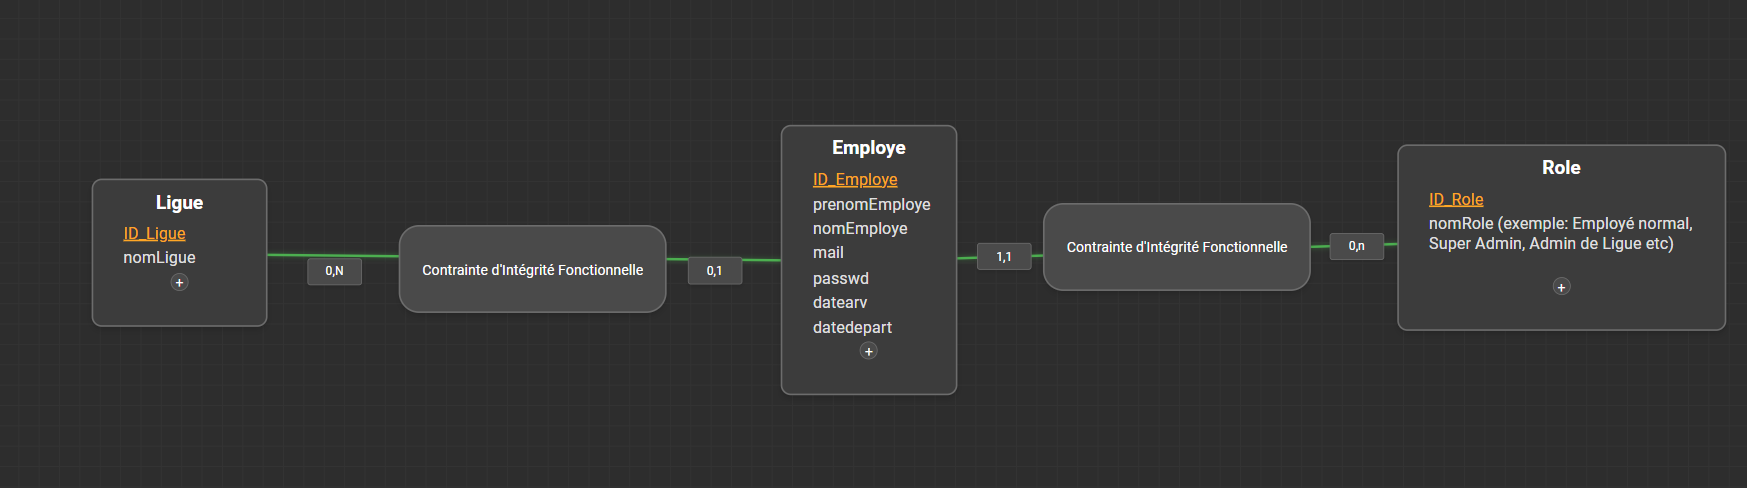 Ligue
ID_Ligue
nomLigue
+
0,N
Contrainte d'Intégrité Fonctionnelle
0,1
Employe
ID_Employe
prenomEmploye
nomEmploye
mail
passwd
datearv
datedepart
+
1,1
Contrainte d'Intégrité Fonctionnelle
0,n
Role
ID_Role
nomRole (exemple: Employé normal,
Super Admin, Admin de Ligue etc)
+